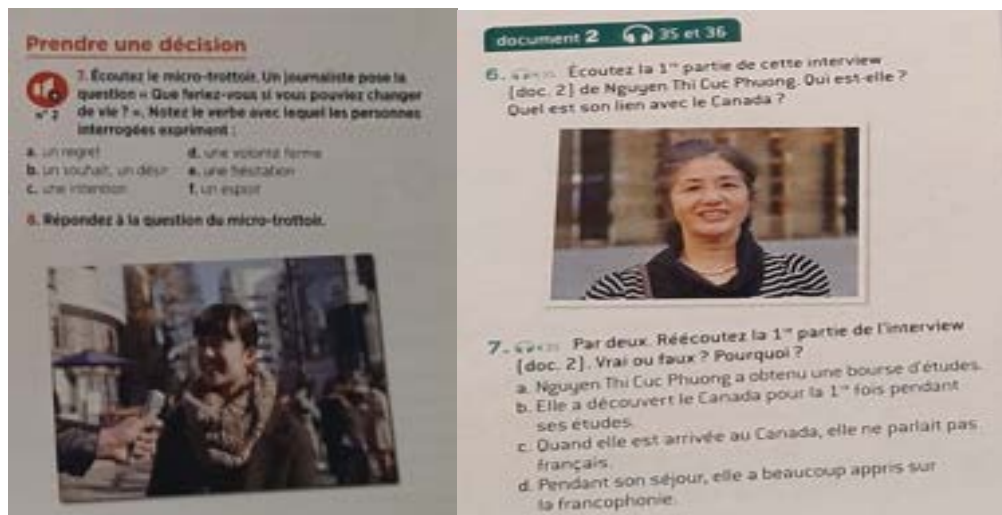 Prendre une décision
7. Écoutez le micro-trottoir. Un journaliste pose la
question « Que feriez-vous si vous pouviez changer
de vie ? ». Notez le verbe avec lequel les personnes
interrogées expriment :
n° 2
a. un regret
b. un souhait, un désir
c. une intention
d. une volonté ferme
e. une hésitation
f. un espoir
8. Répondez à la question du micro-trottoir.
document 2 35 et 36
6. Écoutez la 1re partie de cette interview
[doc. 2] de Nguyen Thi Cuc Phuong. Qui est-elle ?
Quel est son lien avec le Canada ?
7. Par deux. Réécoutez la 1re partie de l'interview
[doc. 2]. Vrai ou faux ? Pourquoi ?
a. Nguyen Thi Cuc Phuong a obtenu une bourse d'études.
b. Elle a découvert le Canada pour la 1re fois pendant
ses études.
c. Quand elle est arrivée au Canada, elle ne parlait pas
français.
d. Pendant son séjour, elle a beaucoup appris sur
la francophonie.